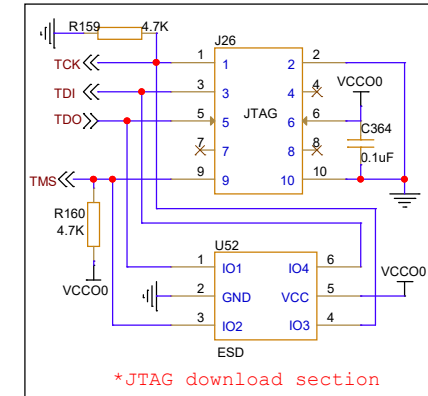 R159 4.7K
J26
TCK 1 1 2 2
VCCO0
TDI 3 3 4 4
TDO 5 5 JTAG 6 6
C364
7 7 8 8
0.1uF
TMS 9 9 10 10
R160
4.7K
U52
1 IO1 IO4 6
VCCO0
VCCO0 2 GND VCC 5
3 IO2 IO3 4
ESD
*JTAG download section